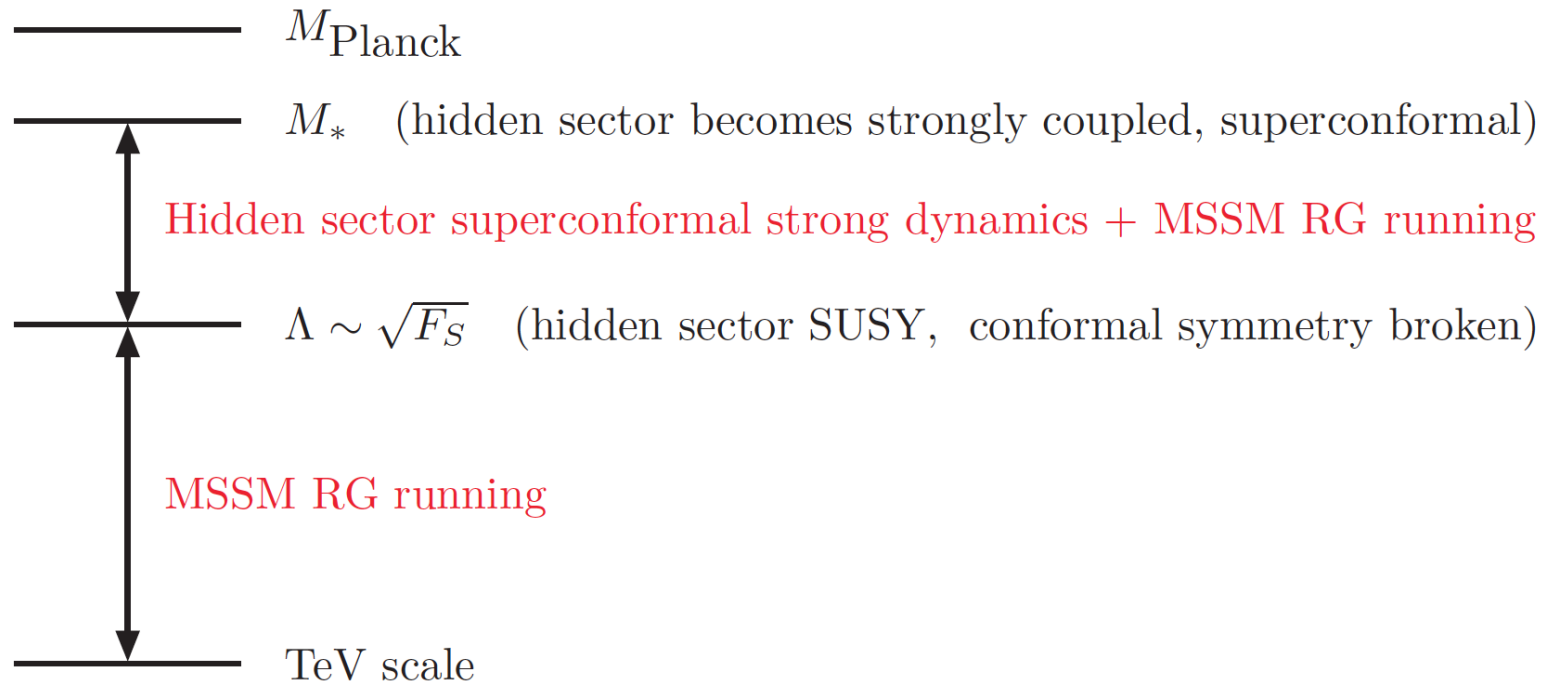 M_Planck
M_* (hidden sector becomes strongly coupled, superconformal)
Hidden sector superconformal strong dynamics + MSSM RG running
Λ ∼ √F_S (hidden sector SUSY, conformal symmetry broken)
MSSM RG running
TeV scale